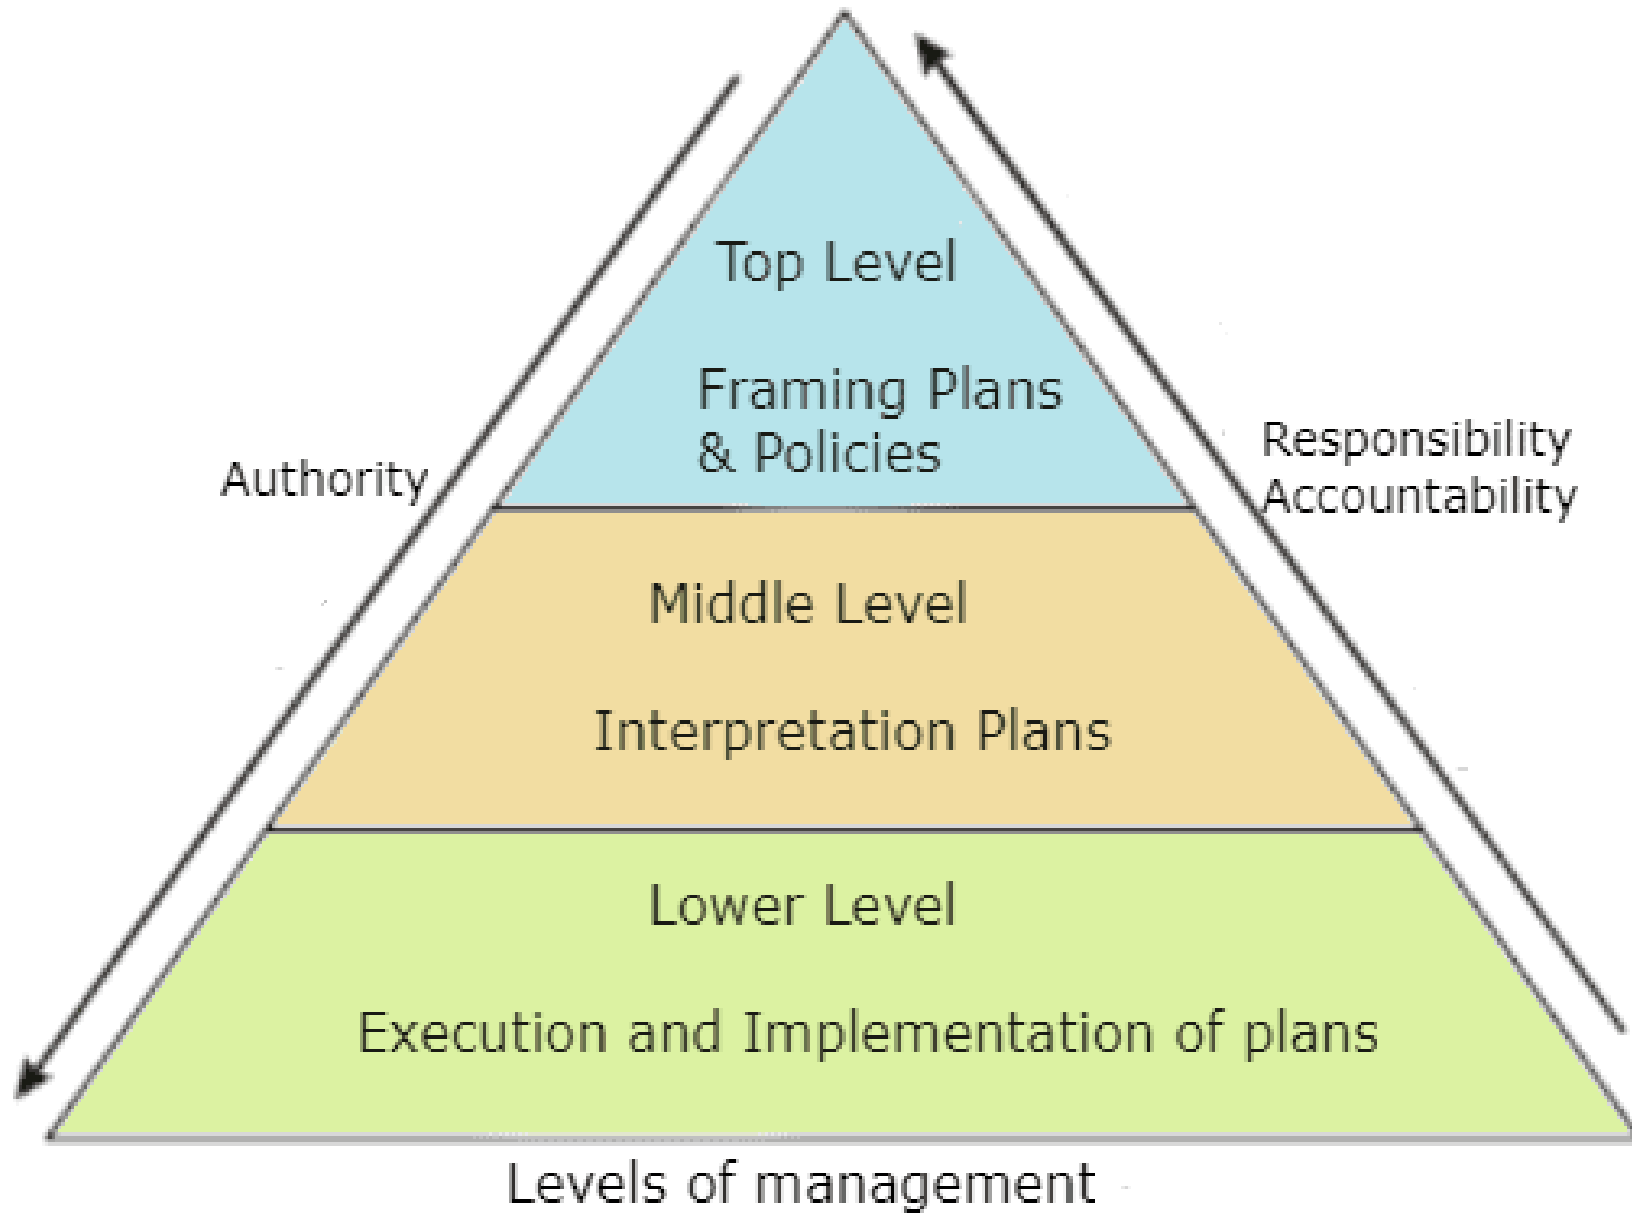 Top Level
Framing Plans
& Policies
Authority
Responsibility
Accountability
Middle Level
Interpretation Plans
Lower Level
Execution and Implementation of plans
Levels of management